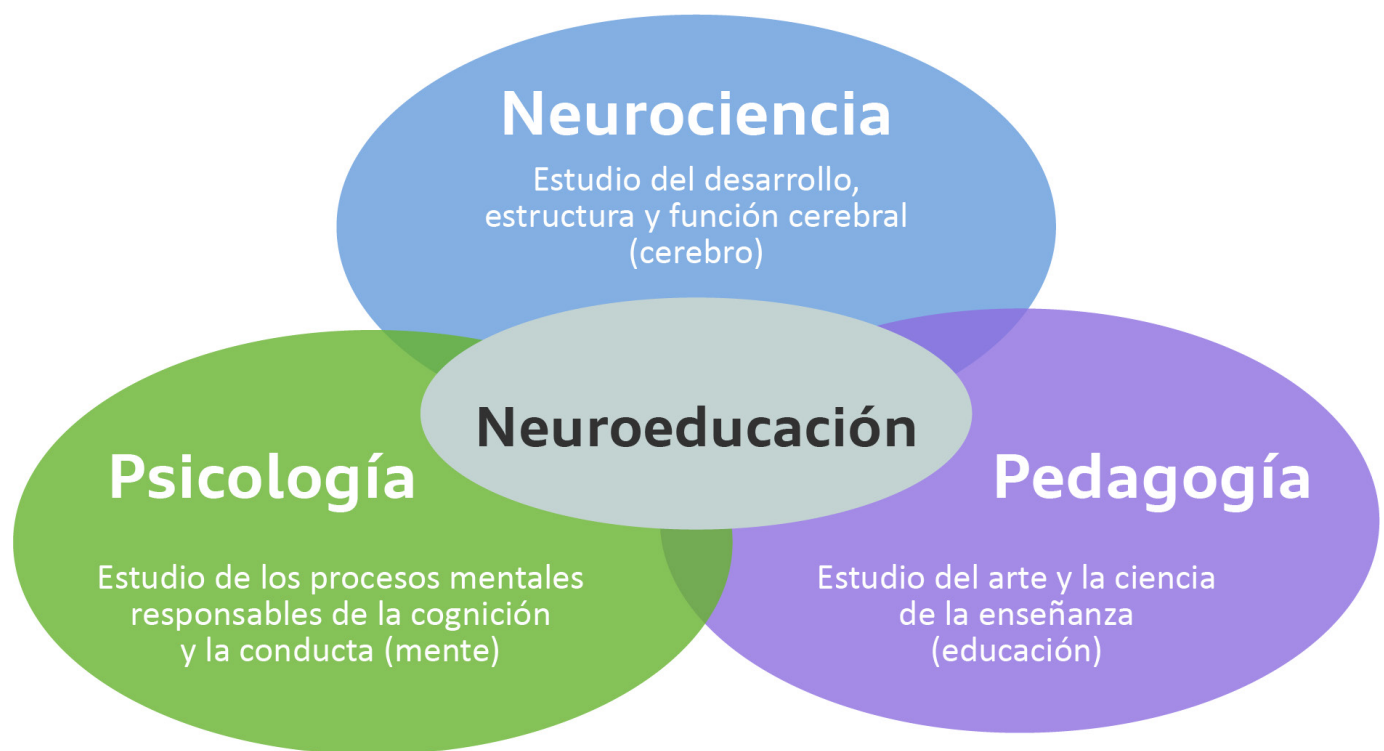 Neurociencia
Estudio del desarrollo,
estructura y función cerebral
(cerebro)
Neuroeducación
Psicología
Estudio de los procesos mentales
responsables de la cognición
y la conducta (mente)
Pedagogía
Estudio del arte y la ciencia
de la enseñanza
(educación)